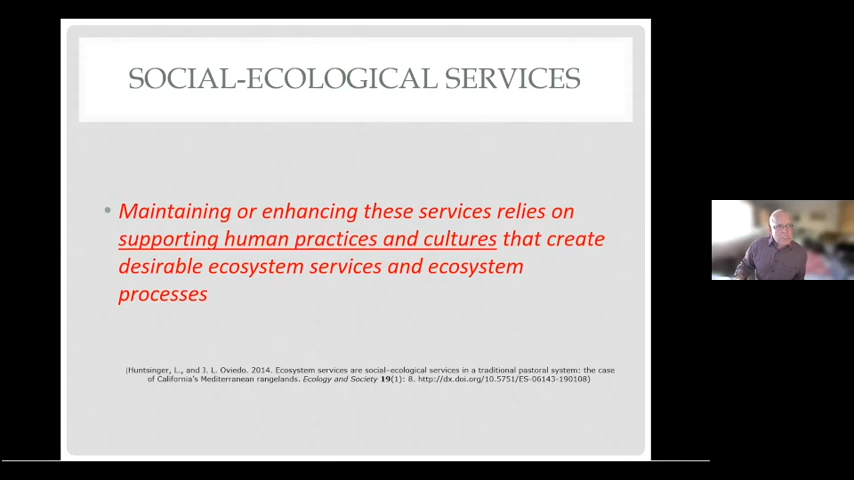 SOCIAL-ECOLOGICAL SERVICES
• Maintaining or enhancing these services relies on
supporting human practices and cultures that create
desirable ecosystem services and ecosystem
processes
(Huntsinger, L., and J. L. Oviedo. 2014. Ecosystem services are social–ecological services in a traditional pastoral system: the case
of California's Mediterranean rangelands. Ecology and Society 19(1): 8. http://dx.doi.org/10.5751/ES-06143-190108)